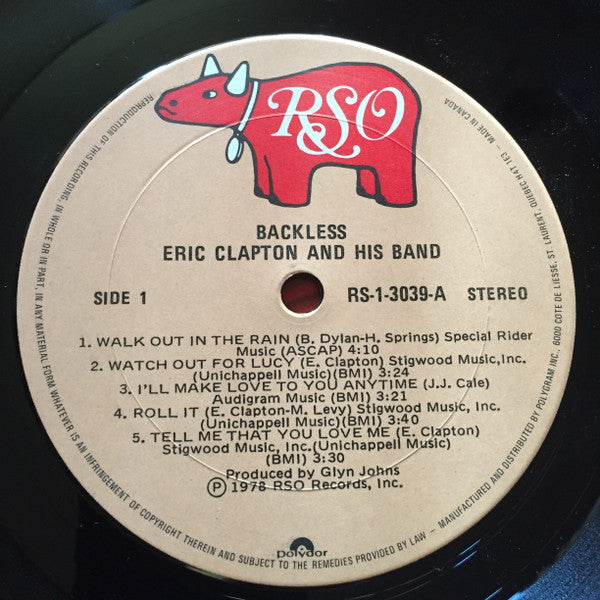 RSO
BACKLESS
ERIC CLAPTON AND HIS BAND
SIDE 1
RS-1-3039-A STEREO
1. WALK OUT IN THE RAIN (B. Dylan-H. Springs) Special Rider
Music (ASCAP) 4:10
2. WATCH OUT FOR LUCY (E. Clapton) Stigwood Music,Inc.
(Unichappell Music)(BMI) 3:24
3. I'LL MAKE LOVE TO YOU ANYTIME (J.J. Cale)
Audigram Music (BMI) 3:21
4. ROLL IT (E. Clapton-M. Levy) Stigwood Music, Inc.
(Unichappell Music)(BMI) 3:40
5. TELL ME THAT YOU LOVE ME (E. Clapton)
Stigwood Music, Inc.(Unichappell Music)
(BMI) 3:30
Produced by Glyn Johns
Ⓟ 1978 RSO Records, Inc.
polydor
REPRODUCTION OF THIS RECORDING, IN WHOLE OR IN PART, IN ANY MATERIAL FORM WHATEVER IS AN INFRINGEMENT OF COPYRIGHT THEREIN AND SUBJECT TO THE REMEDIES PROVIDED BY LAW — MANUFACTURED AND DISTRIBUTED BY POLYGRAM INC. 6000 COTE DE LIESSE, ST. LAURENT, QUEBEC H4T 1E3 — MADE IN CANADA